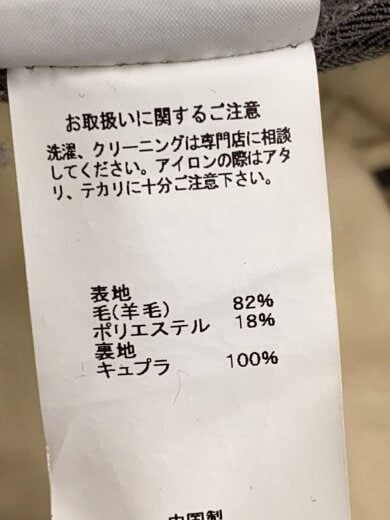 お取扱いに関するご注意
洗濯、クリーニングは専門店に相談
してください。アイロンの際はアタ
リ、テカリに十分ご注意下さい。
表地
毛(羊毛) 82%
ポリエステル 18%
裏地
キュプラ 100%
中国製